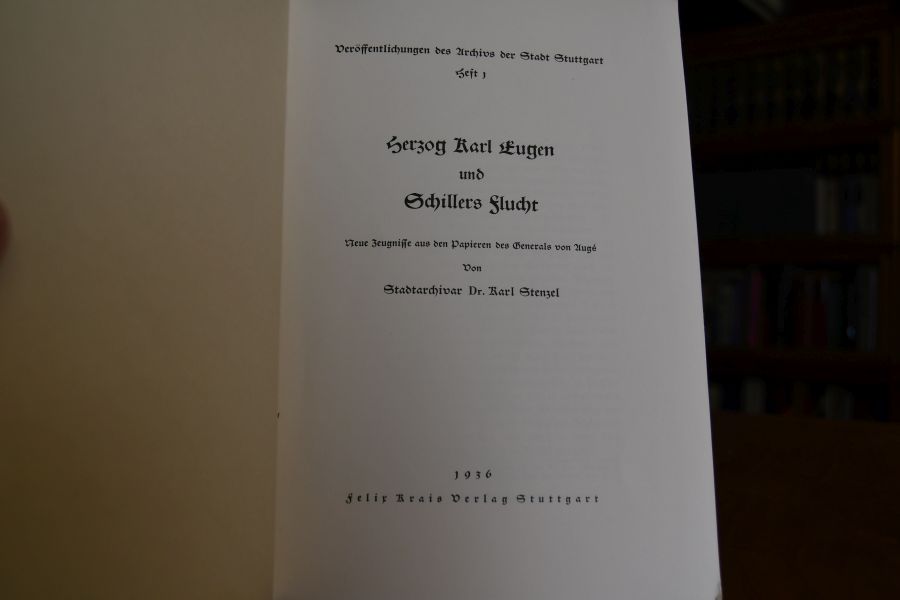 Veröffentlichungen des Archivs der Stadt Stuttgart
Heft 1
Herzog Karl Eugen
und
Schillers Flucht
Neue Zeugnisse aus den Papieren des Generals von Augé
Von
Stadtarchivar Dr. Karl Stenzel
1936
Felix Krais Verlag Stuttgart